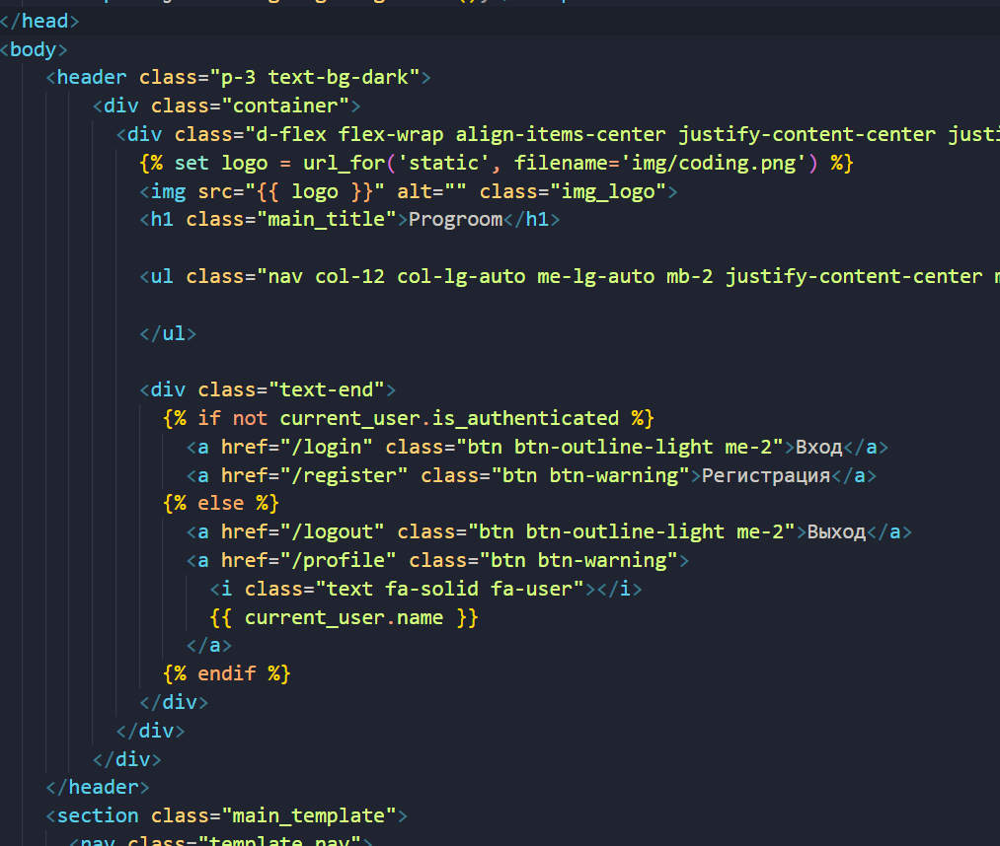 </head>
<body>
<header class="p-3 text-bg-dark">
<div class="container">
<div class="d-flex flex-wrap align-items-center justify-content-center
{% set logo = url_for('static', filename='img/coding.png') %}
<img src="{{ logo }}" alt="" class="img_logo">
<h1 class="main_title">Progroom</h1>
<ul class="nav col-12 col-lg-auto me-lg-auto mb-2 justify-content-center
</ul>
<div class="text-end">
{% if not current_user.is_authenticated %}
<a href="/login" class="btn btn-outline-light me-2">Вход</a>
<a href="/register" class="btn btn-warning">Регистрация</a>
{% else %}
<a href="/logout" class="btn btn-outline-light me-2">Выход</a>
<a href="/profile" class="btn btn-warning">
<i class="text fa-solid fa-user"></i>
{{ current_user.name }}
</a>
{% endif %}
</div>
</div>
</div>
</header>
<section class="main_template">
<nav class="template_nav">